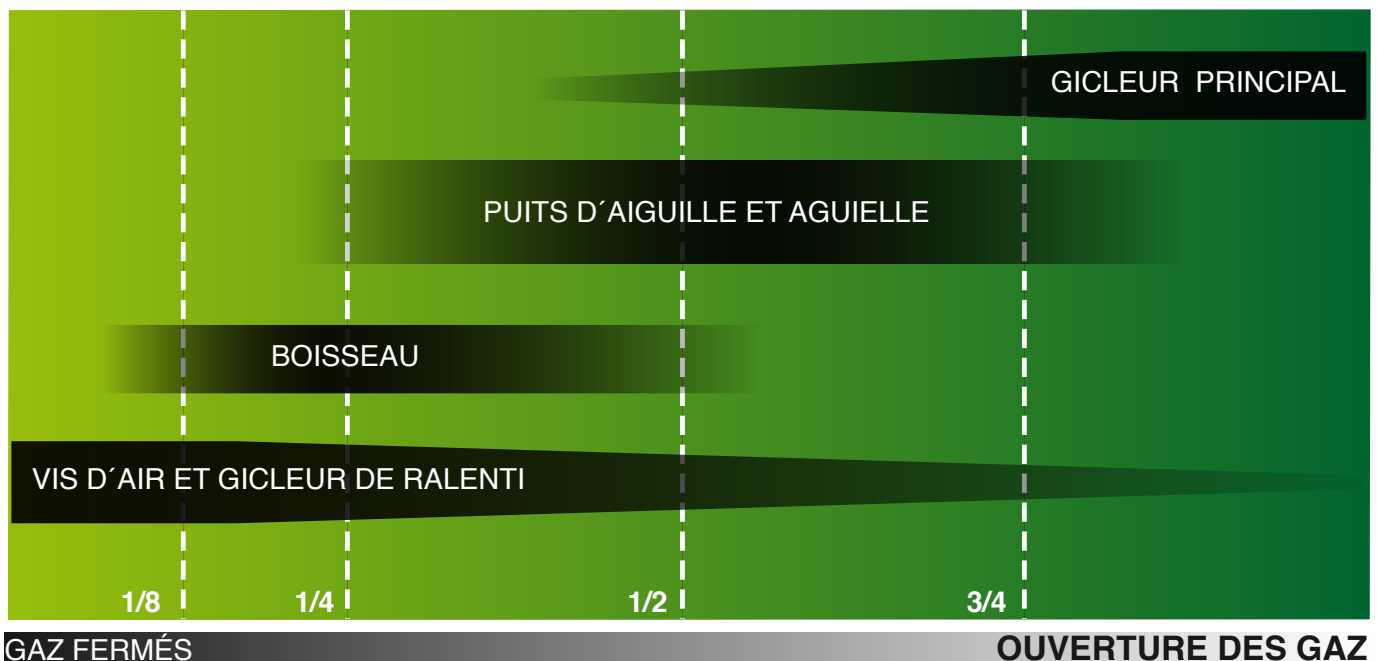 GICLEUR PRINCIPAL
PUITS D´AIGUILLE ET AGUIELLE
BOISSEAU
VIS D´AIR ET GICLEUR DE RALENTI
1/8 1/4 1/2 3/4
GAZ FERMÉS OUVERTURE DES GAZ